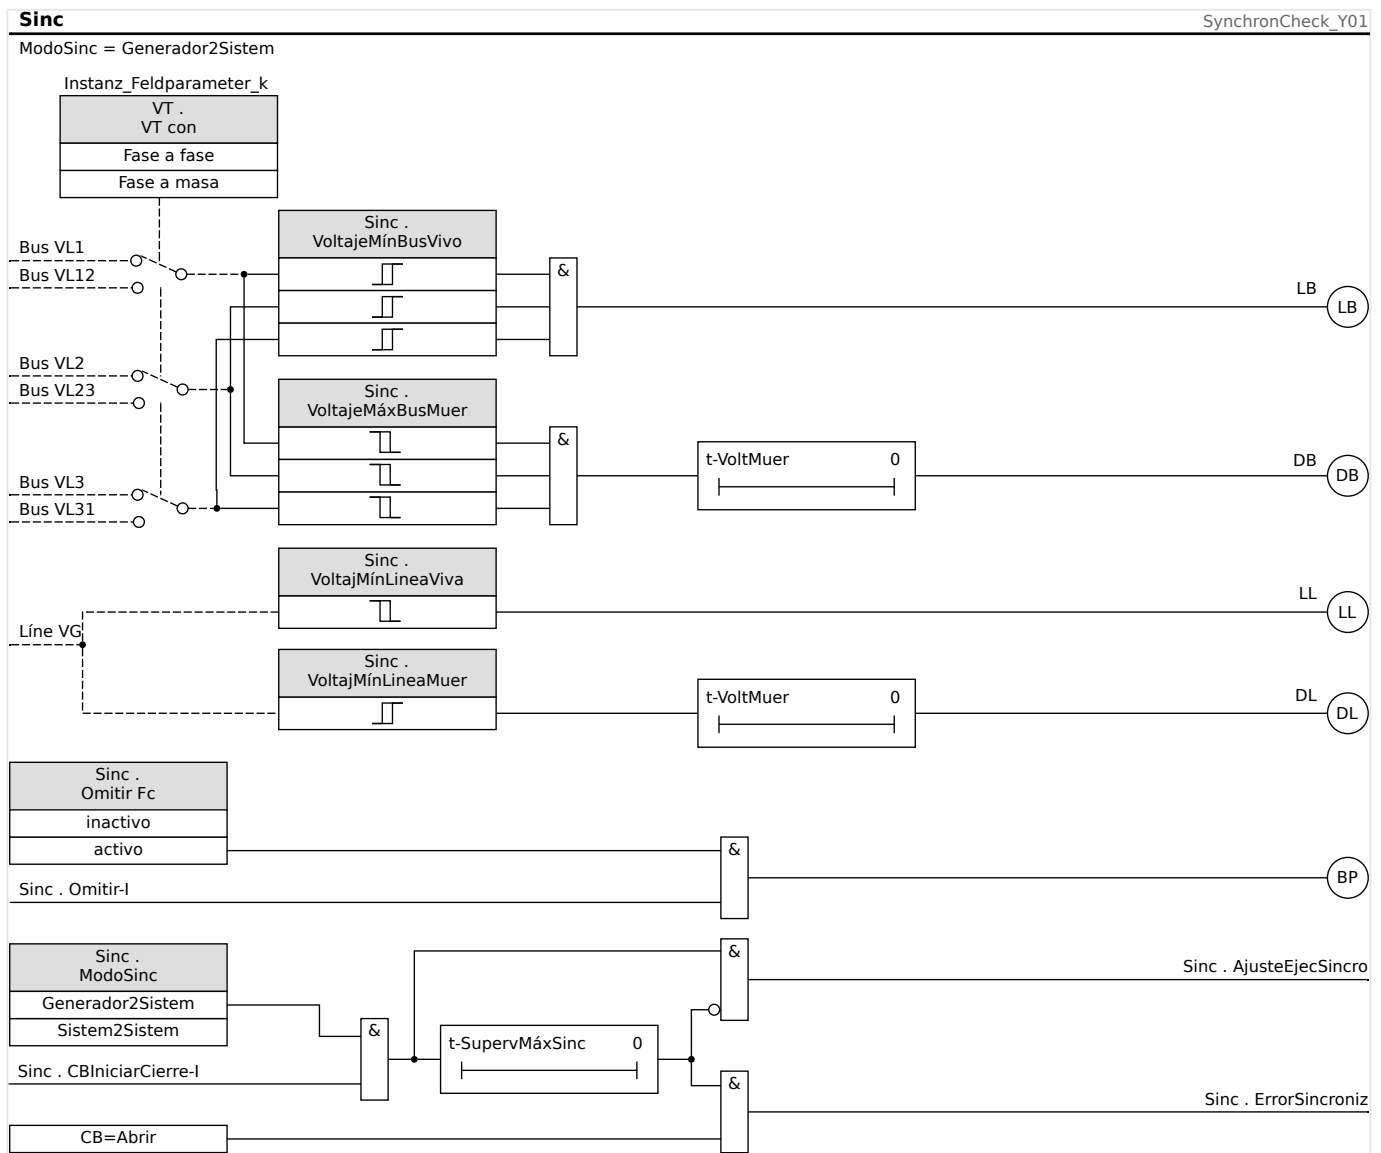 Sinc
SynchronCheck_Y01
ModoSinc = Generador2Sistem
Instanz_Feldparameter_k
VT .
VT con
Fase a fase
Fase a masa
Sinc .
VoltajeMínBusVivo
Bus VL1
Bus VL12
&
LB
LB
Bus VL2
Bus VL23
Sinc .
VoltajeMáxBusMuer
&
t-VoltMuer 0
DB
DB
Bus VL3
Bus VL31
Sinc .
VoltajMínLineaViva
LL
LL
Líne VG
Sinc .
VoltajMínLineaMuer
t-VoltMuer 0
DL
DL
Sinc .
Omitir Fc
inactivo
activo
&
BP
Sinc . Omitir-I
Sinc .
ModoSinc
Generador2Sistem
Sistem2Sistem
&
Sinc . AjusteEjecSincro
&
t-SupervMáxSinc 0
Sinc . CBIniciarCierre-I
&
Sinc . ErrorSincroniz
CB=Abrir